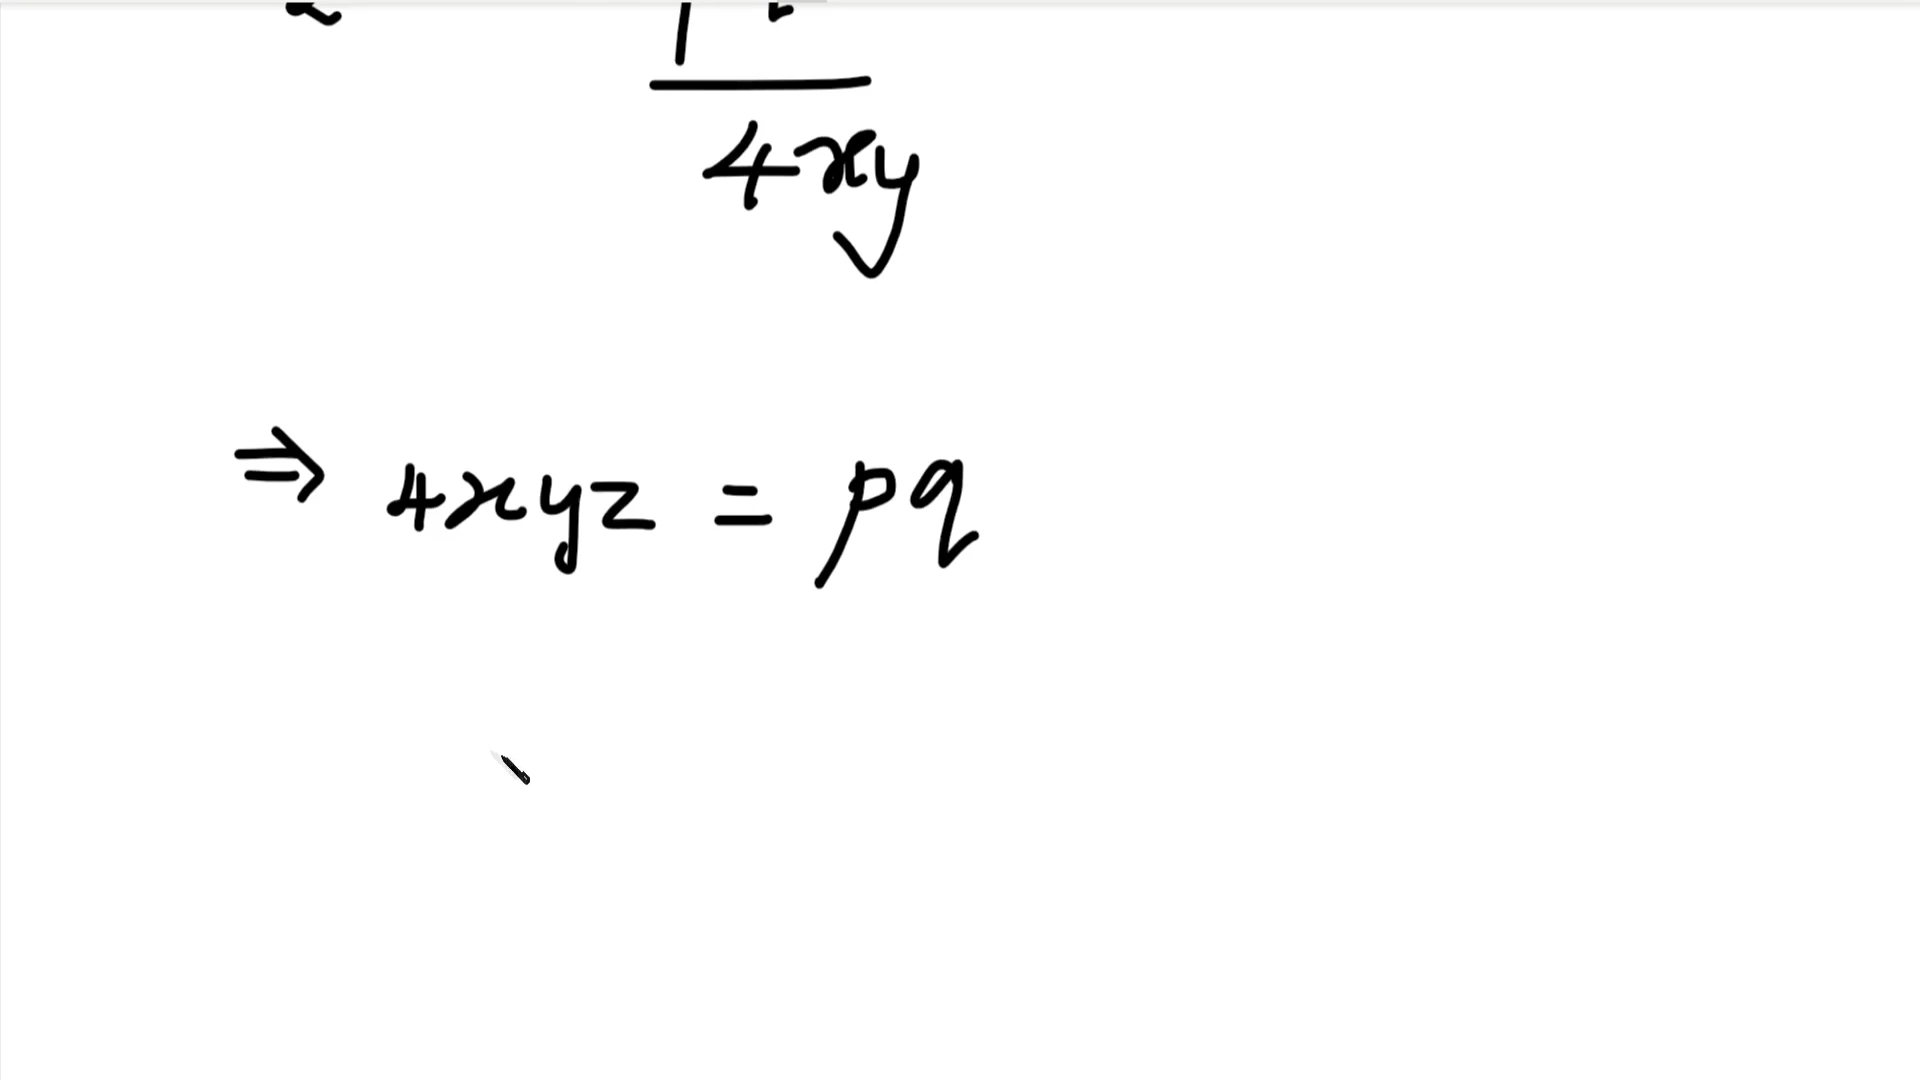 4xy
⇒ 4xyz = pq